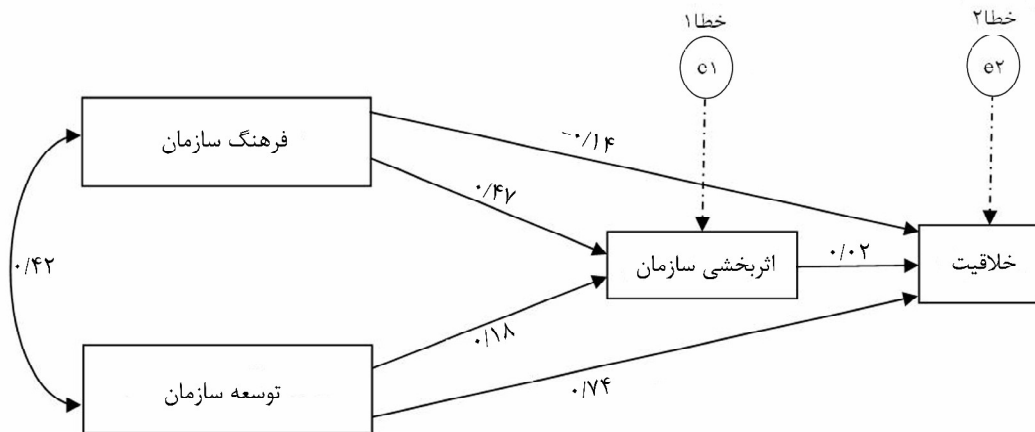 خطا۱
خطا۲
e۱
e۲
فرهنگ سازمان
-۰/۱۴
۰/۴۷
۰/۴۲
اثربخشی سازمان
۰/۰۲
خلاقیت
۰/۱۸
توسعه سازمان
۰/۷۴